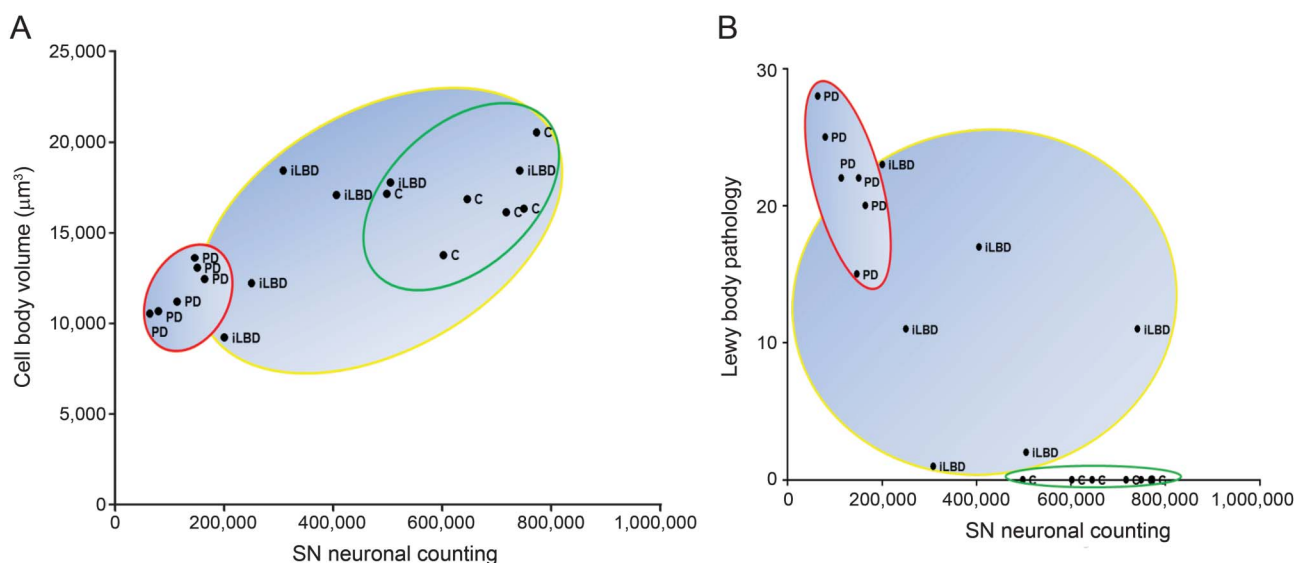 A
25,000
20,000
15,000
10,000
5,000
0
Cell body volume (μm³)
C
iLBD
iLBD
iLBD
iLBD
C
C
C
C
C
PD
PD
PD
iLBD
PD
PD
PD
iLBD
0
200,000
400,000
600,000
800,000
1,000,000
SN neuronal counting
B
30
20
10
0
Lewy body pathology
PD
PD
PD
PD
iLBD
PD
iLBD
PD
iLBD
iLBD
iLBD
iLBD
C
C
C
C
C
0
200,000
400,000
600,000
800,000
1,000,000
SN neuronal counting